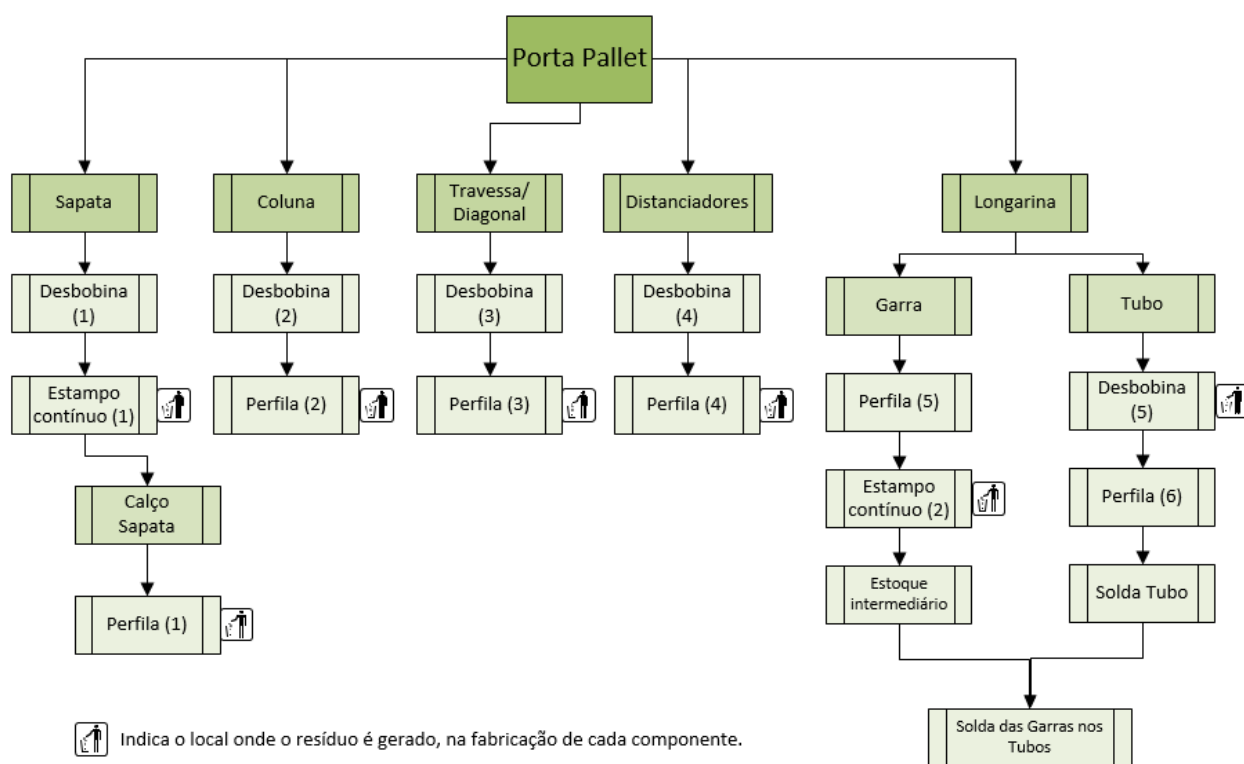 Porta Pallet
Sapata
Coluna
Travessa/
Diagonal
Distanciadores
Longarina
Desbobina
(1)
Desbobina
(2)
Desbobina
(3)
Desbobina
(4)
Garra
Tubo
Estampo
contínuo (1)
Perfila (2)
Perfila (3)
Perfila (4)
Perfila (5)
Desbobina
(5)
Calço
Sapata
Estampo
contínuo (2)
Perfila (6)
Perfila (1)
Estoque
intermediário
Solda Tubo
Solda das Garras nos
Tubos
Indica o local onde o resíduo é gerado, na fabricação de cada componente.